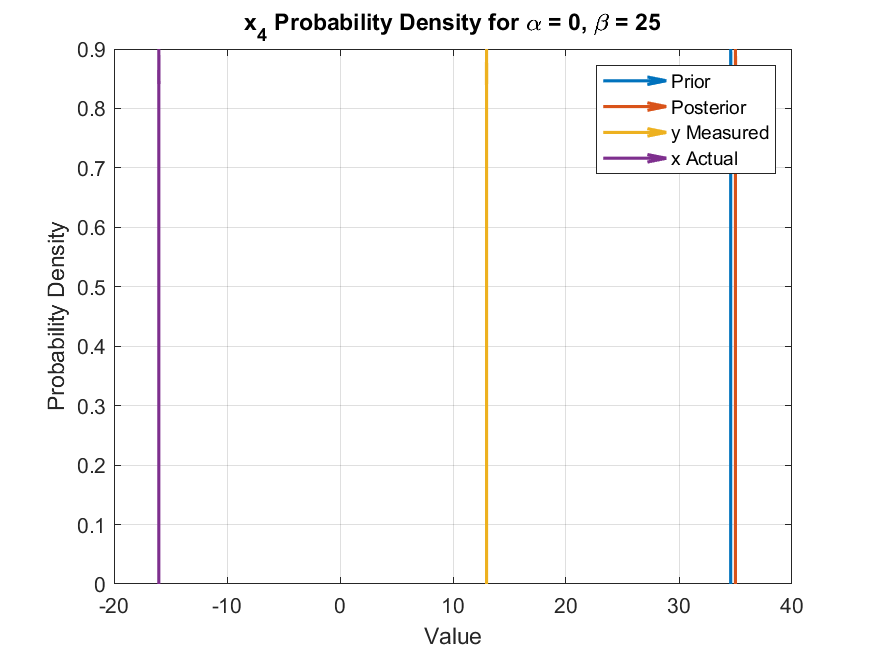 x₄ Probability Density for α = 0, β = 25
Probability Density
0.9
0.8
0.7
0.6
0.5
0.4
0.3
0.2
0.1
0
Prior
Posterior
y Measured
x Actual
-20 -10 0 10 20 30 40
Value